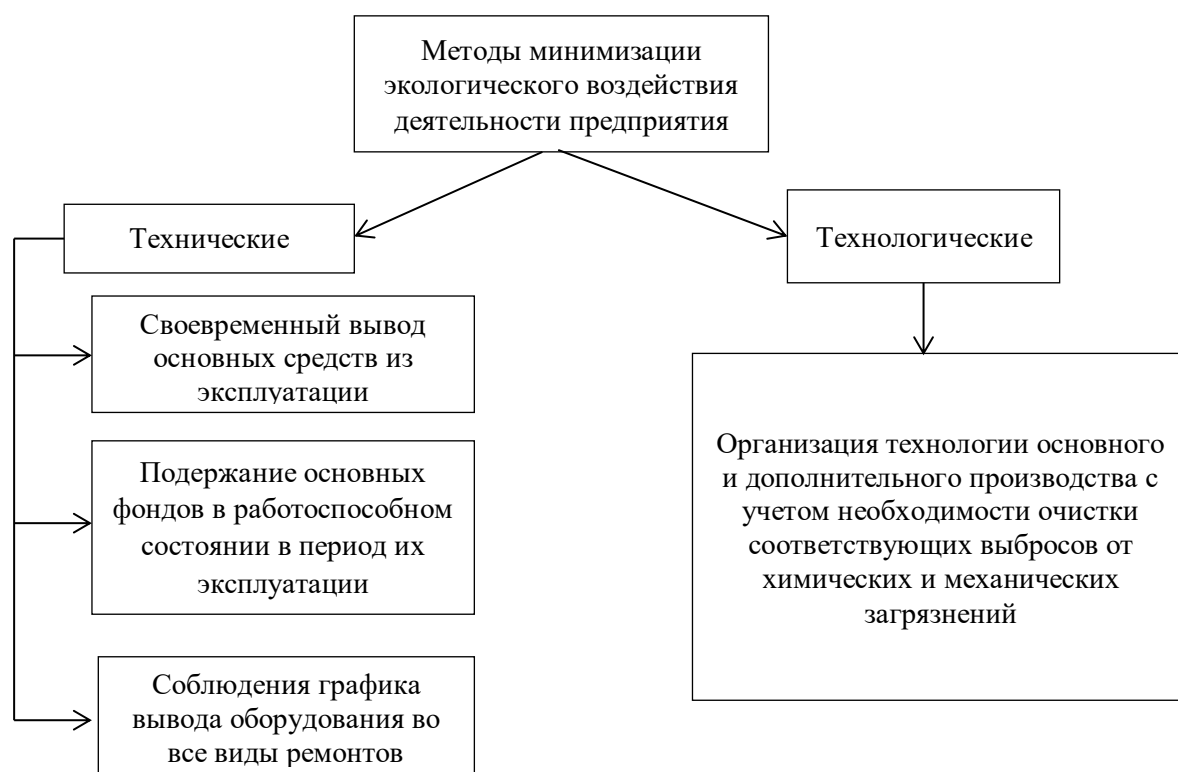 Методы минимизации
экологического воздействия
деятельности предприятия
Технические
Технологические
Своевременный вывод
основных средств из
эксплуатации
Подержание основных
фондов в работоспособном
состоянии в период их
эксплуатации
Соблюдения графика
вывода оборудования во
все виды ремонтов
Организация технологии основного
и дополнительного производства с
учетом необходимости очистки
соответствующих выбросов от
химических и механических
загрязнений